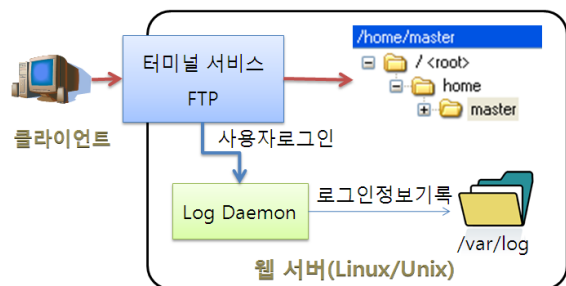 /home/master
/ <root>
home
master
터미널 서비스
FTP
클라이언트
사용자로그인
Log Daemon
로그인정보기록
/var/log
웹 서버(Linux/Unix)